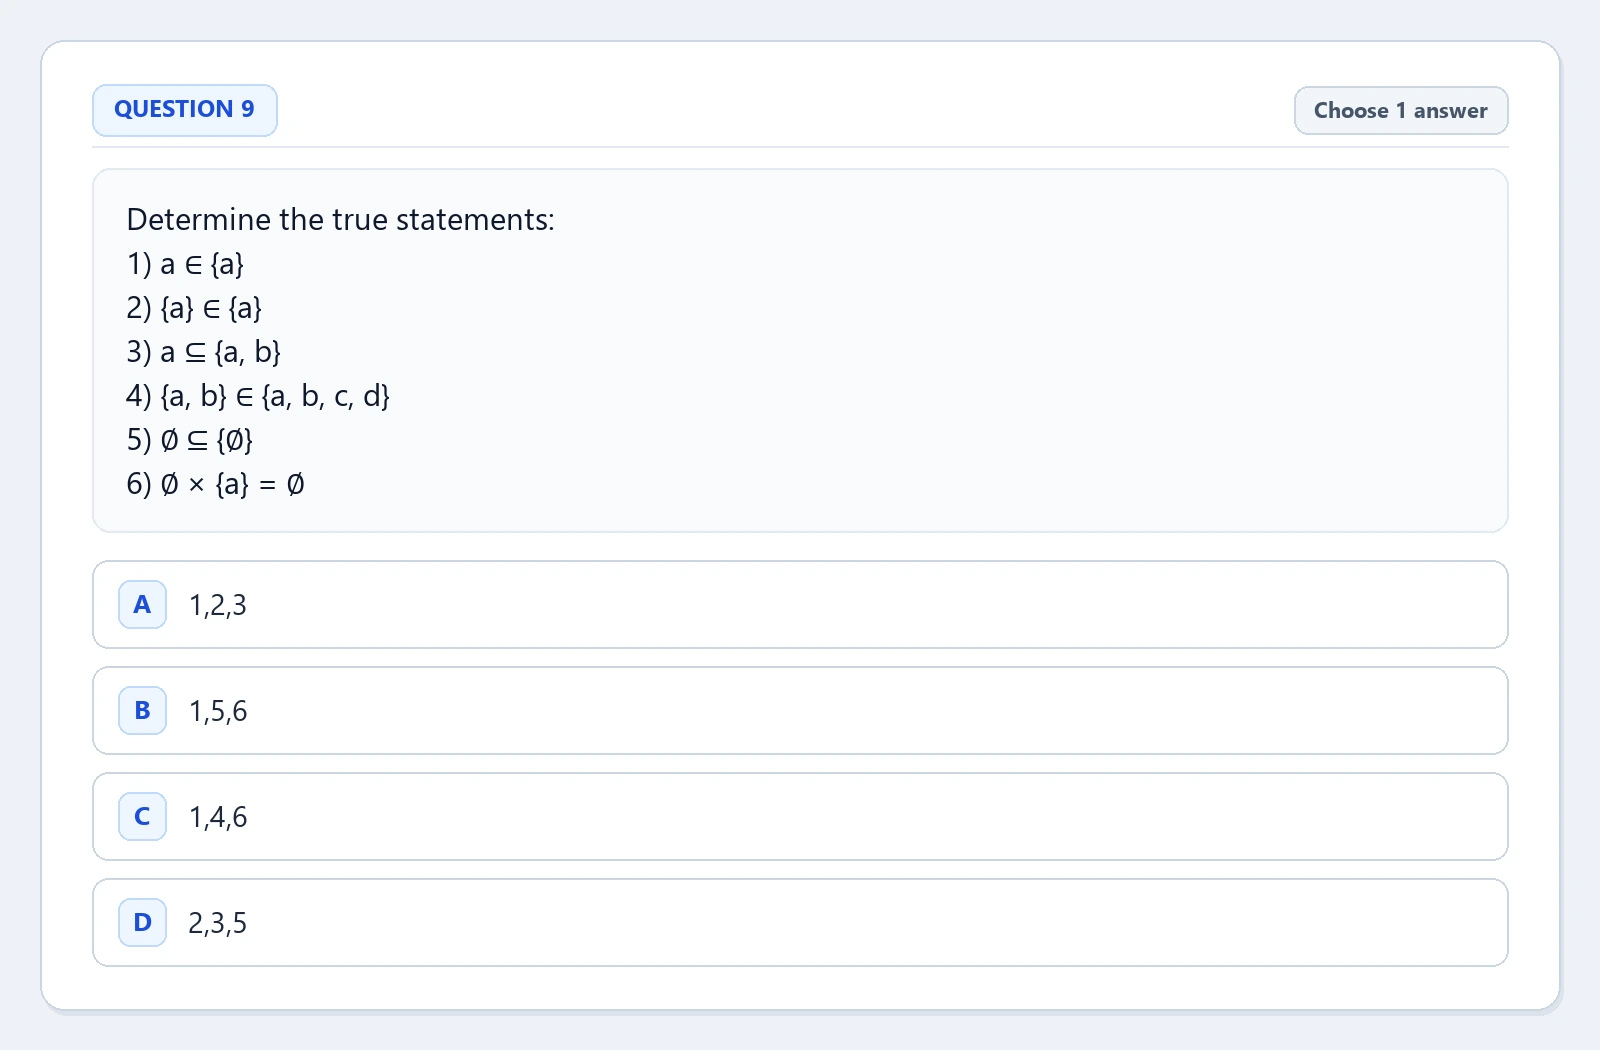 QUESTION 9
Choose 1 answer
Determine the true statements:
1) a ∈ {a}
2) {a} ∈ {a}
3) a ⊆ {a, b}
4) {a, b} ∈ {a, b, c, d}
5) ∅ ⊆ {∅}
6) ∅ × {a} = ∅
A 1,2,3
B 1,5,6
C 1,4,6
D 2,3,5